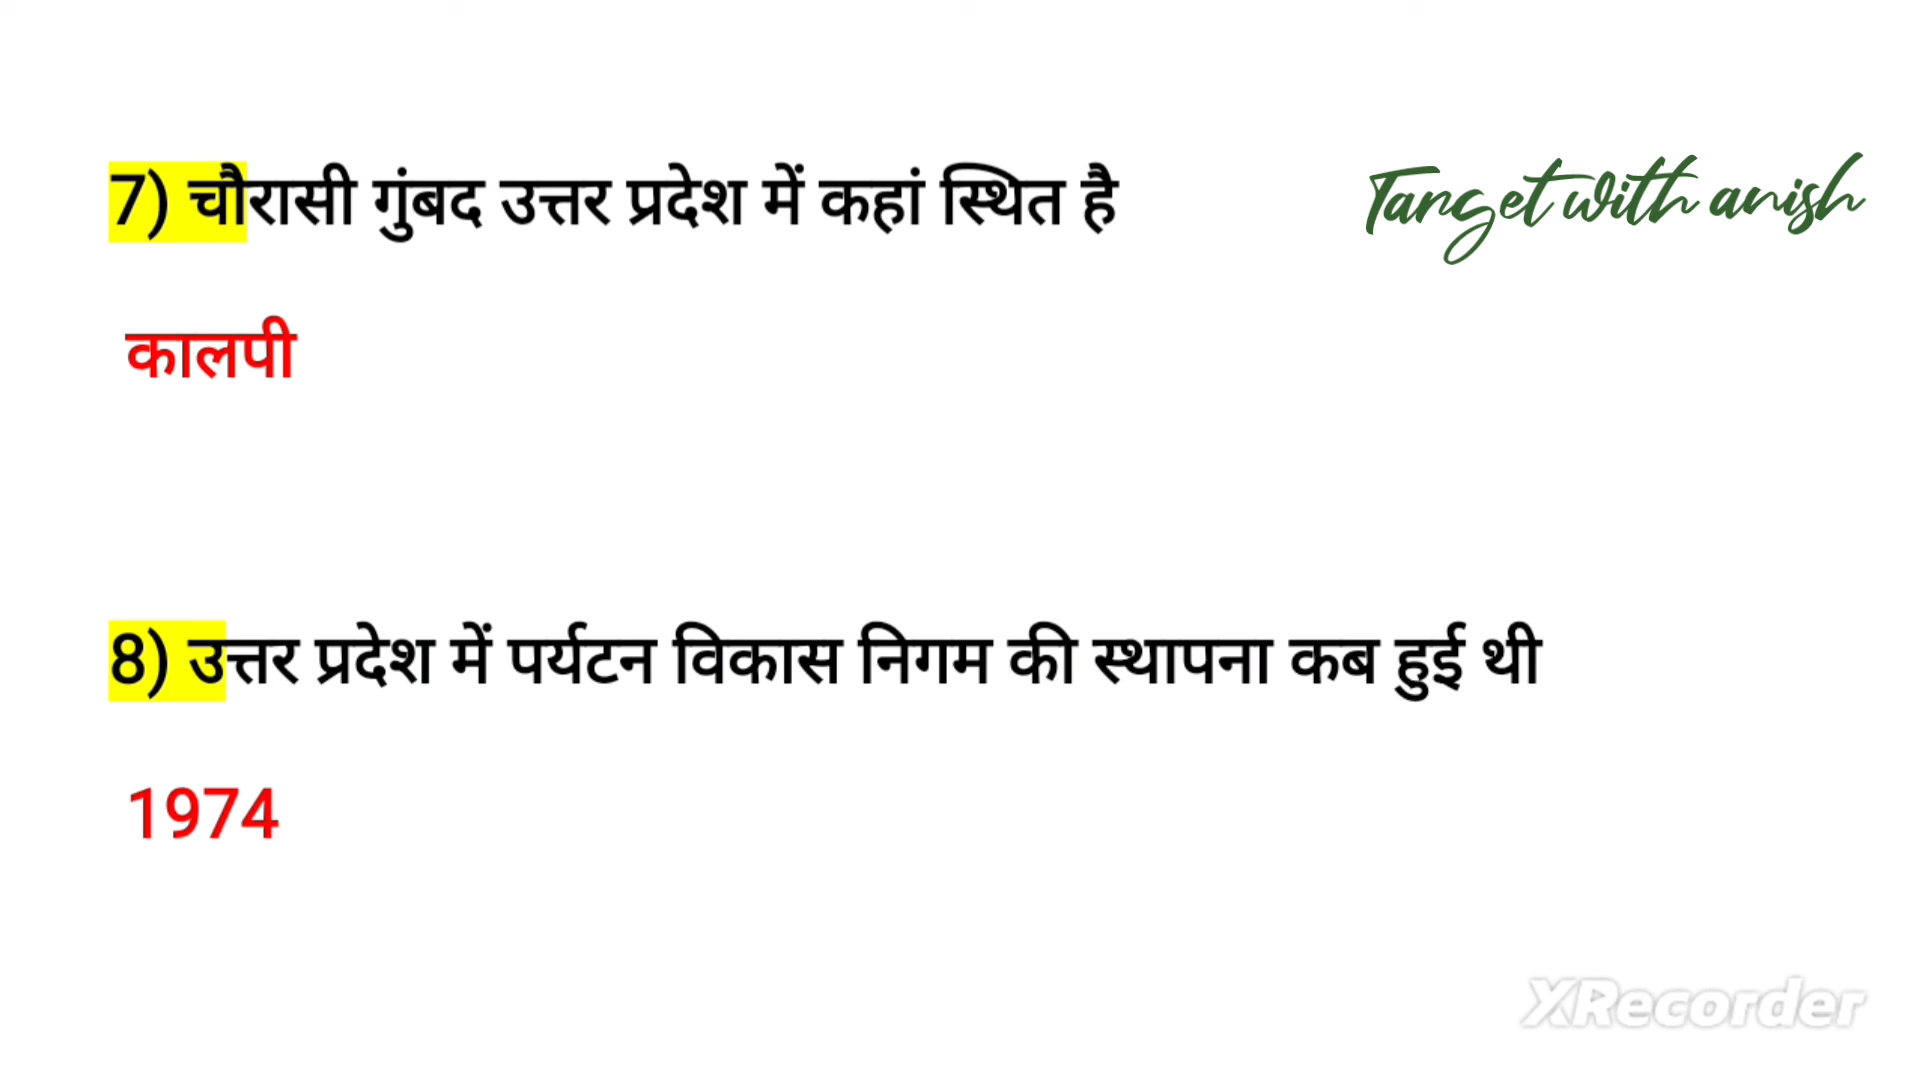 7) चौरासी गुंबद उत्तर प्रदेश में कहां स्थित है
Target with anish
कालपी
8) उत्तर प्रदेश में पर्यटन विकास निगम की स्थापना कब हुई थी
1974
XRecorder